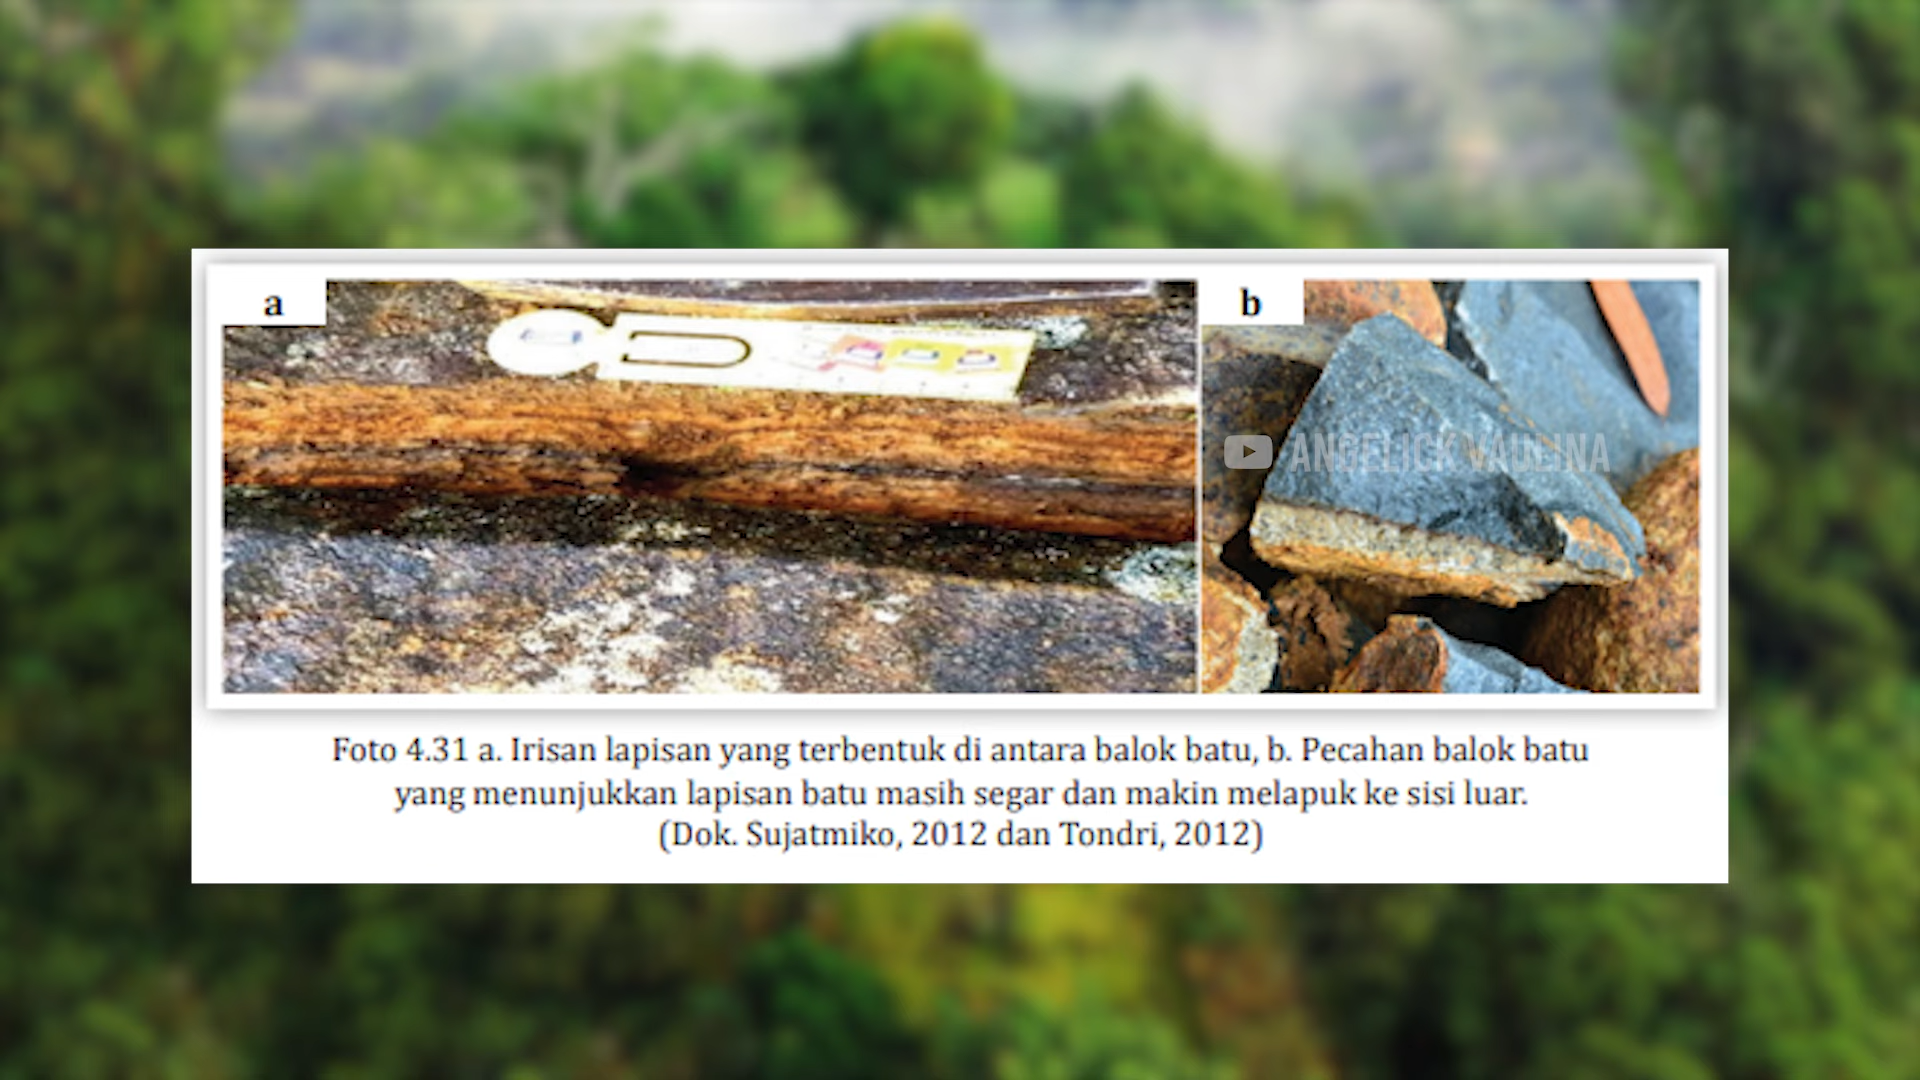 a
b
ANGELICK VAULINA
Foto 4.31 a. Irisan lapisan yang terbentuk di antara balok batu, b. Pecahan balok batu
yang menunjukkan lapisan batu masih segar dan makin melapuk ke sisi luar.
(Dok. Sujatmiko, 2012 dan Tondri, 2012)